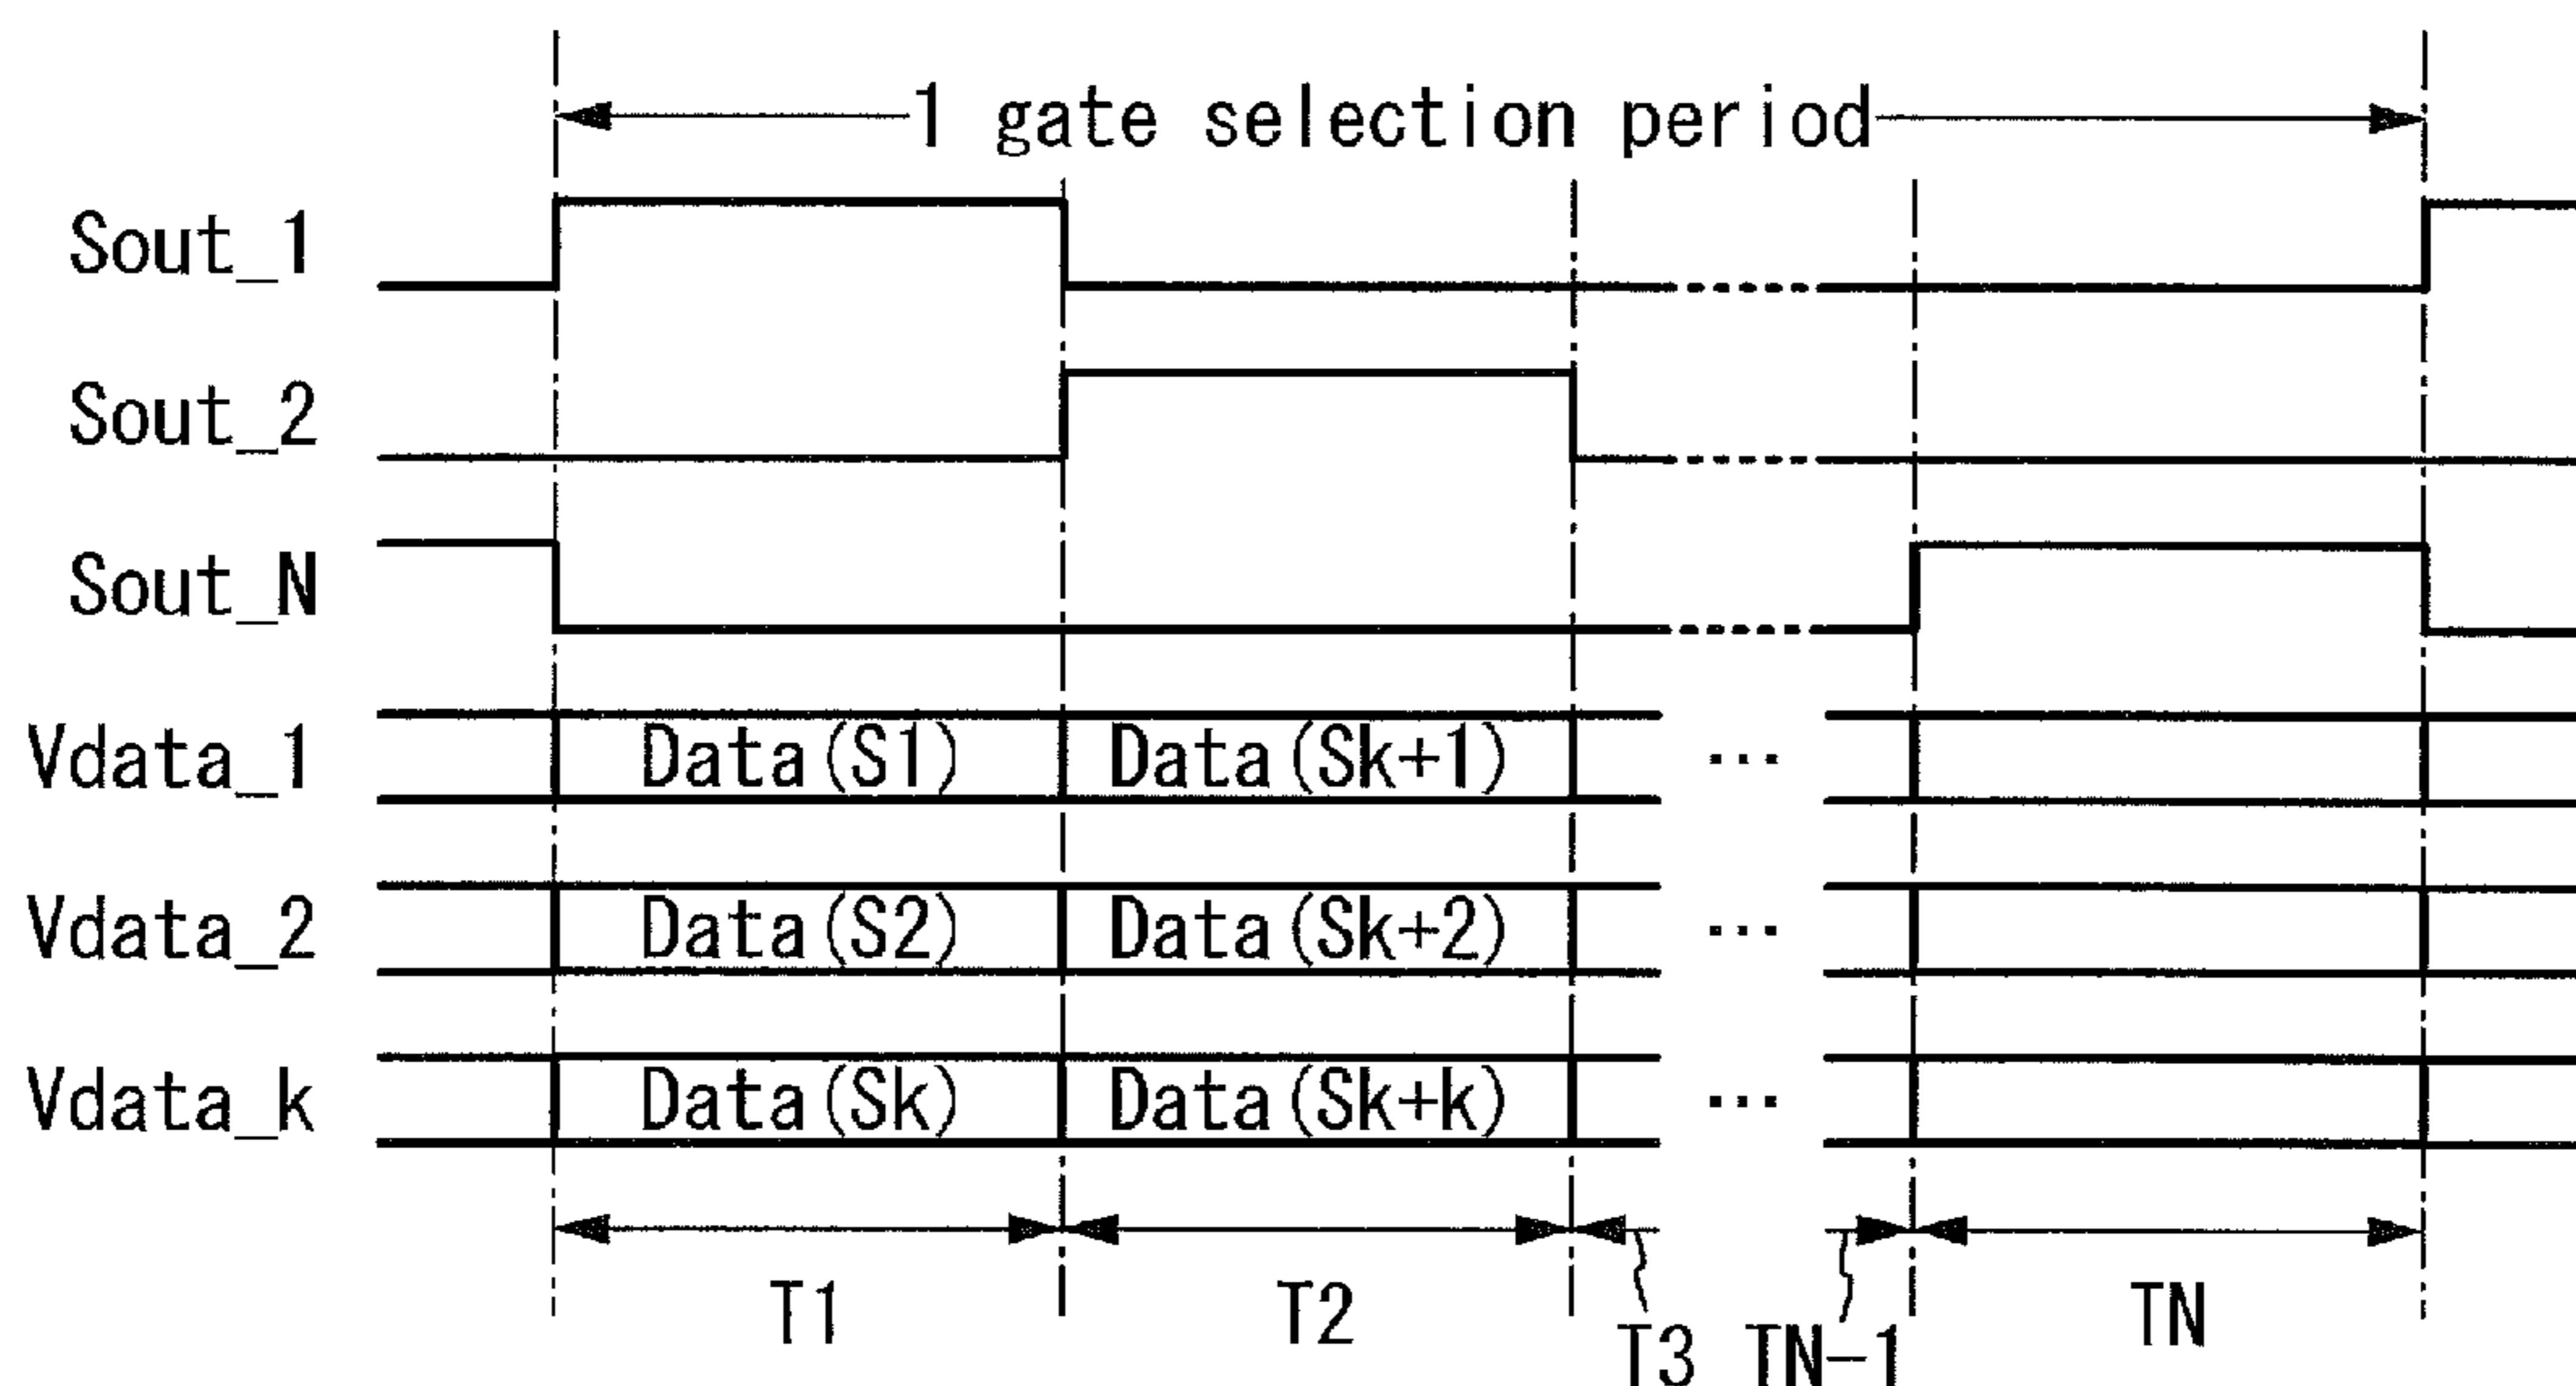 1 gate selection period
Sout_1
Sout_2
Sout_N
Vdata_1 Data(S1) Data(Sk+1) ...
Vdata_2 Data(S2) Data(Sk+2) ...
Vdata_k Data(Sk) Data(Sk+k) ...
T1 T2 T3 TN-1 TN